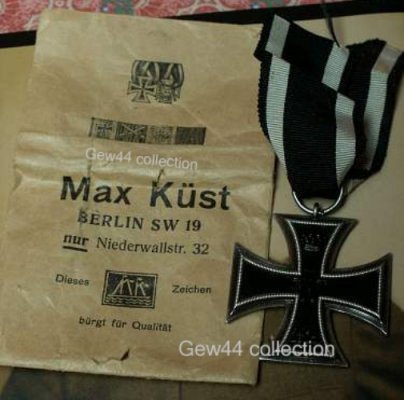 Gew44 collection
Max Küst
BERLIN SW 19
nur Niederwallstr. 32
Dieses Zeichen
bürgt für Qualität
Gew44 collection